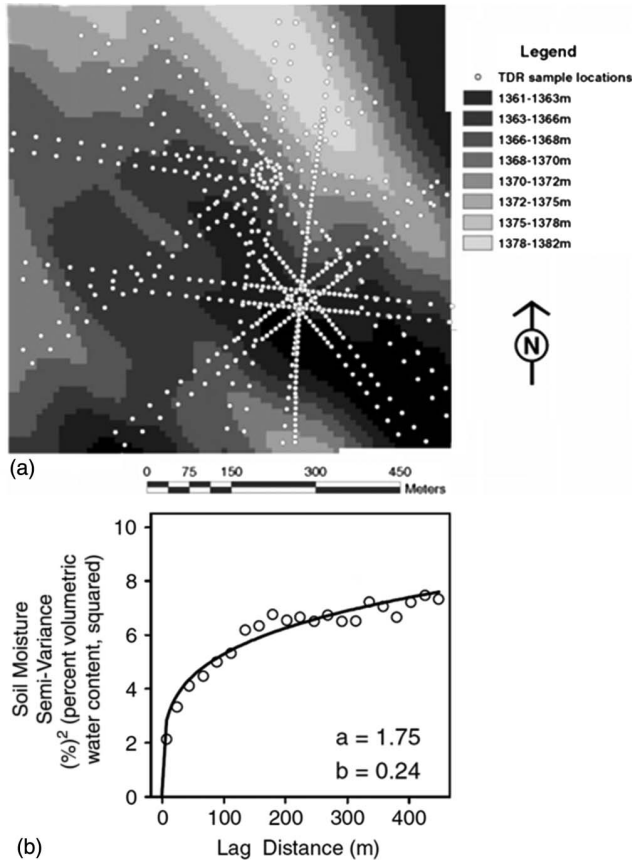 Legend
TDR sample locations
1361-1363m
1363-1366m
1366-1368m
1368-1370m
1370-1372m
1372-1375m
1375-1378m
1378-1382m
N
(a)
0 75 150 300 450
Meters
10
8
6
4
2
0
Soil Moisture
Semi-Variance
(%)² (percent volumetric
water content, squared)
a = 1.75
b = 0.24
0 100 200 300 400
(b)
Lag Distance (m)